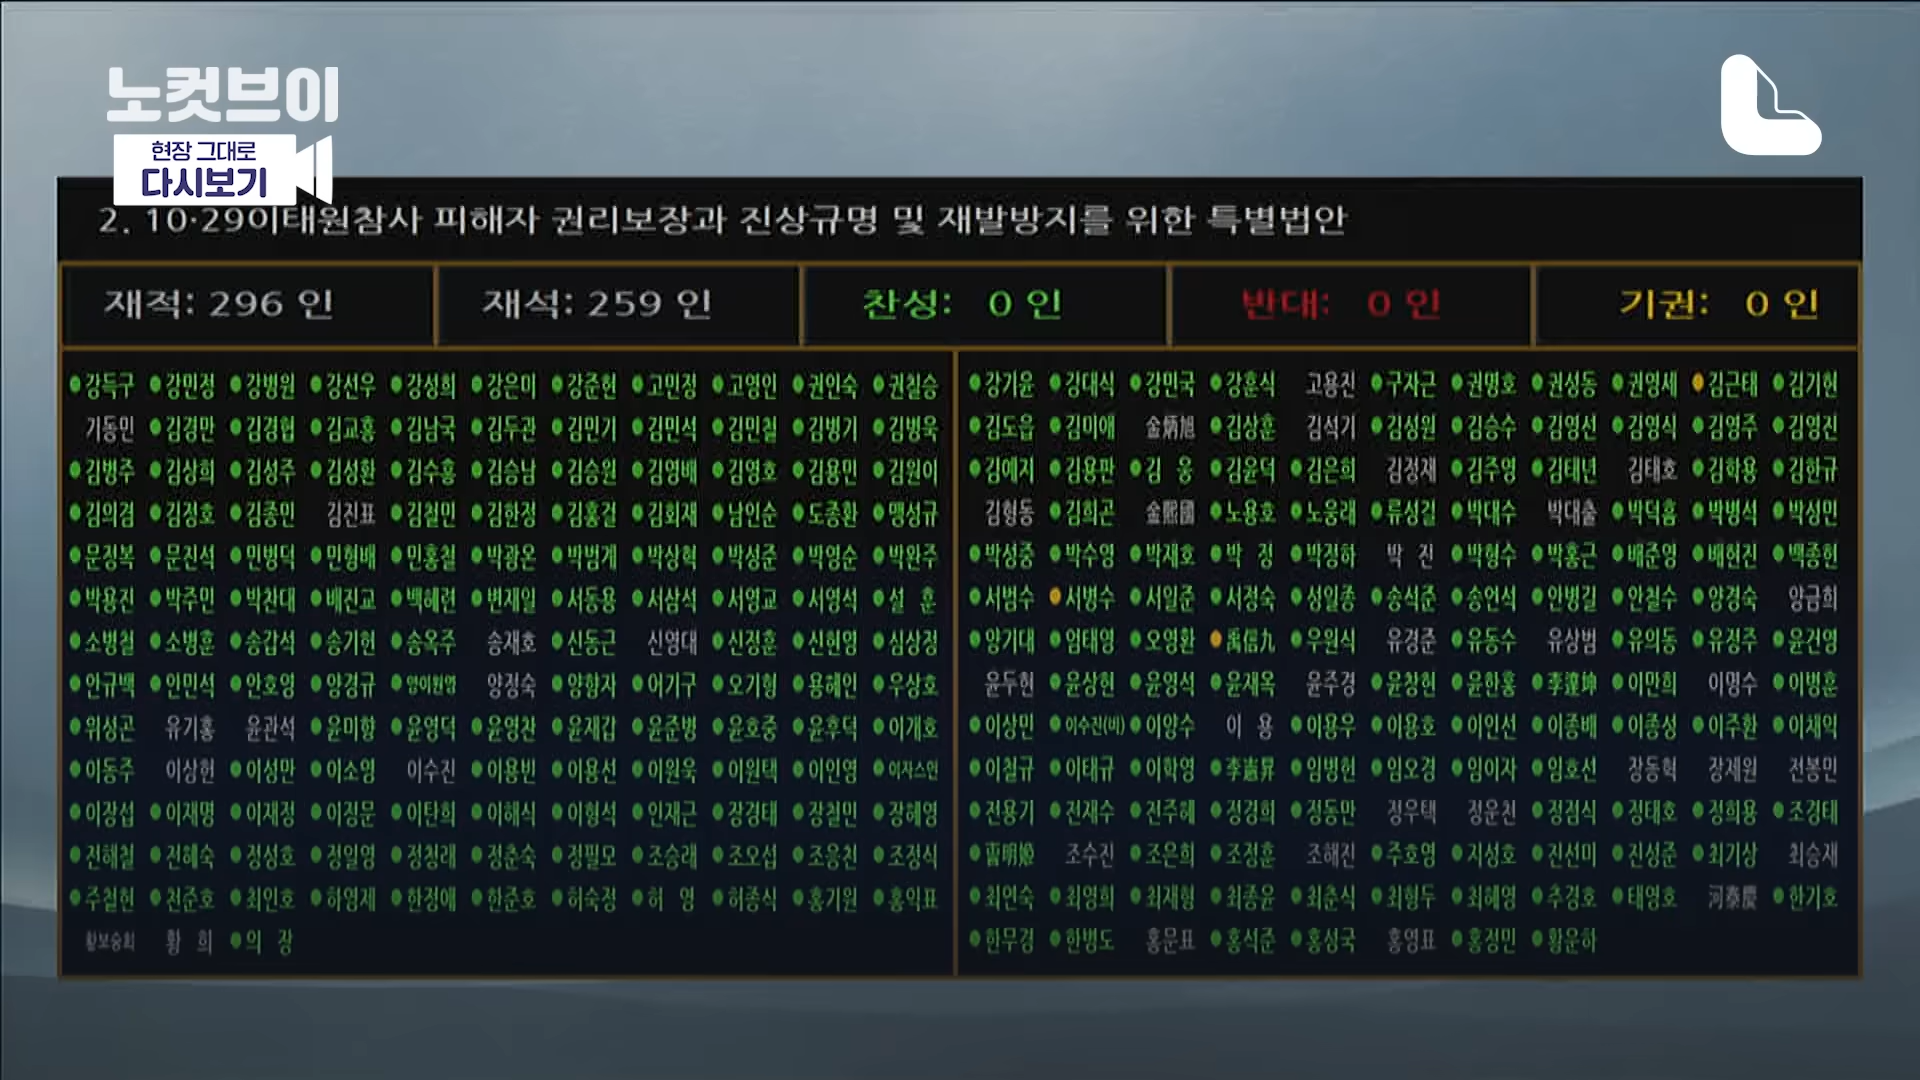 노컷브이
현장 그대로
다시보기
2. 10·29이태원참사 피해자 권리보장과 진상규명 및 재발방지를 위한 특별법안
재적: 296 인 재석: 259 인 찬성: 0 인 반대: 0 인 기권: 0 인
강득구 강민정 강병원 강선우 강성희 강은미 강준현 고민정 고영인 권인숙 권칠승
기동민 김경만 김경협 김교흥 김남국 김두관 김민기 김민석 김민철 김병기 김병욱
김병주 김상희 김성주 김성환 김수흥 김승남 김승원 김영배 김영호 김용민 김원이
김의겸 김정호 김종민 김진표 김철민 김한정 김홍걸 김회재 남인순 도종환 맹성규
문정복 문진석 민병덕 민형배 민홍철 박광온 박범계 박상혁 박성준 박영순 박완주
박용진 박주민 박찬대 배진교 백혜련 변재일 서동용 서삼석 서영교 서영석 설 훈
소병철 소병훈 송갑석 송기헌 송옥주 송재호 신동근 신영대 신정훈 신현영 심상정
안규백 안민석 안호영 양경규 양이원영 양정숙 양향자 어기구 오기형 용혜인 우상호
위성곤 유기홍 윤관석 윤미향 윤영덕 윤영찬 윤재갑 윤준병 윤호중 윤후덕 이개호
이동주 이상헌 이성만 이소영 이수진 이용빈 이용선 이원욱 이원택 이인영 이자스민
이장섭 이재명 이재정 이정문 이탄희 이해식 이형석 인재근 장경태 장철민 장혜영
전해철 전혜숙 정성호 정일영 정청래 정춘숙 정필모 조승래 조오섭 조응천 조정식
주철현 천준호 최인호 하영제 한정애 한준호 허숙정 허 영 허종식 홍기원 홍익표
황보승희 황 희 의 장
강기윤 강대식 강민국 강훈식 고용진 구자근 권명호 권성동 권영세 김근태 김기현
김도읍 김미애 金炳旭 김상훈 김석기 김성원 김승수 김영선 김영식 김영주 김영진
김예지 김용판 김 웅 김윤덕 김은희 김정재 김주영 김태년 김태호 김학용 김한규
김형동 김희곤 金熙國 노용호 노웅래 류성걸 박대수 박대출 박덕흠 박병석 박성민
박성중 박수영 박재호 박 정 박정하 박 진 박형수 박홍근 배준영 배현진 백종헌
서범수 서병수 서일준 서정숙 성일종 송석준 송언석 안병길 안철수 양경숙 양금희
양기대 엄태영 오영환 禹信九 우원식 유경준 유동수 유상범 유의동 유정주 윤건영
윤두현 윤상현 윤영석 윤재옥 윤주경 윤창현 윤한홍 李達坤 이만희 이명수 이병훈
이상민 이수진(비) 이양수 이 용 이용우 이용호 이인선 이종배 이종성 이주환 이채익
이철규 이태규 이학영 李憲昇 임병헌 임오경 임이자 임호선 장동혁 장제원 전봉민
전용기 전재수 전주혜 정경희 정동만 정우택 정운천 정점식 정태호 정희용 조경태
조수진 조은희 조정훈 조해진 주호영 지성호 진선미 진성준 최기상 최승재
최연숙 최영희 최재형 최종윤 최춘식 최형두 최혜영 추경호 태영호 河泰慶 한기호
한무경 한병도 홍문표 홍석준 홍성국 홍영표 홍정민 황운하